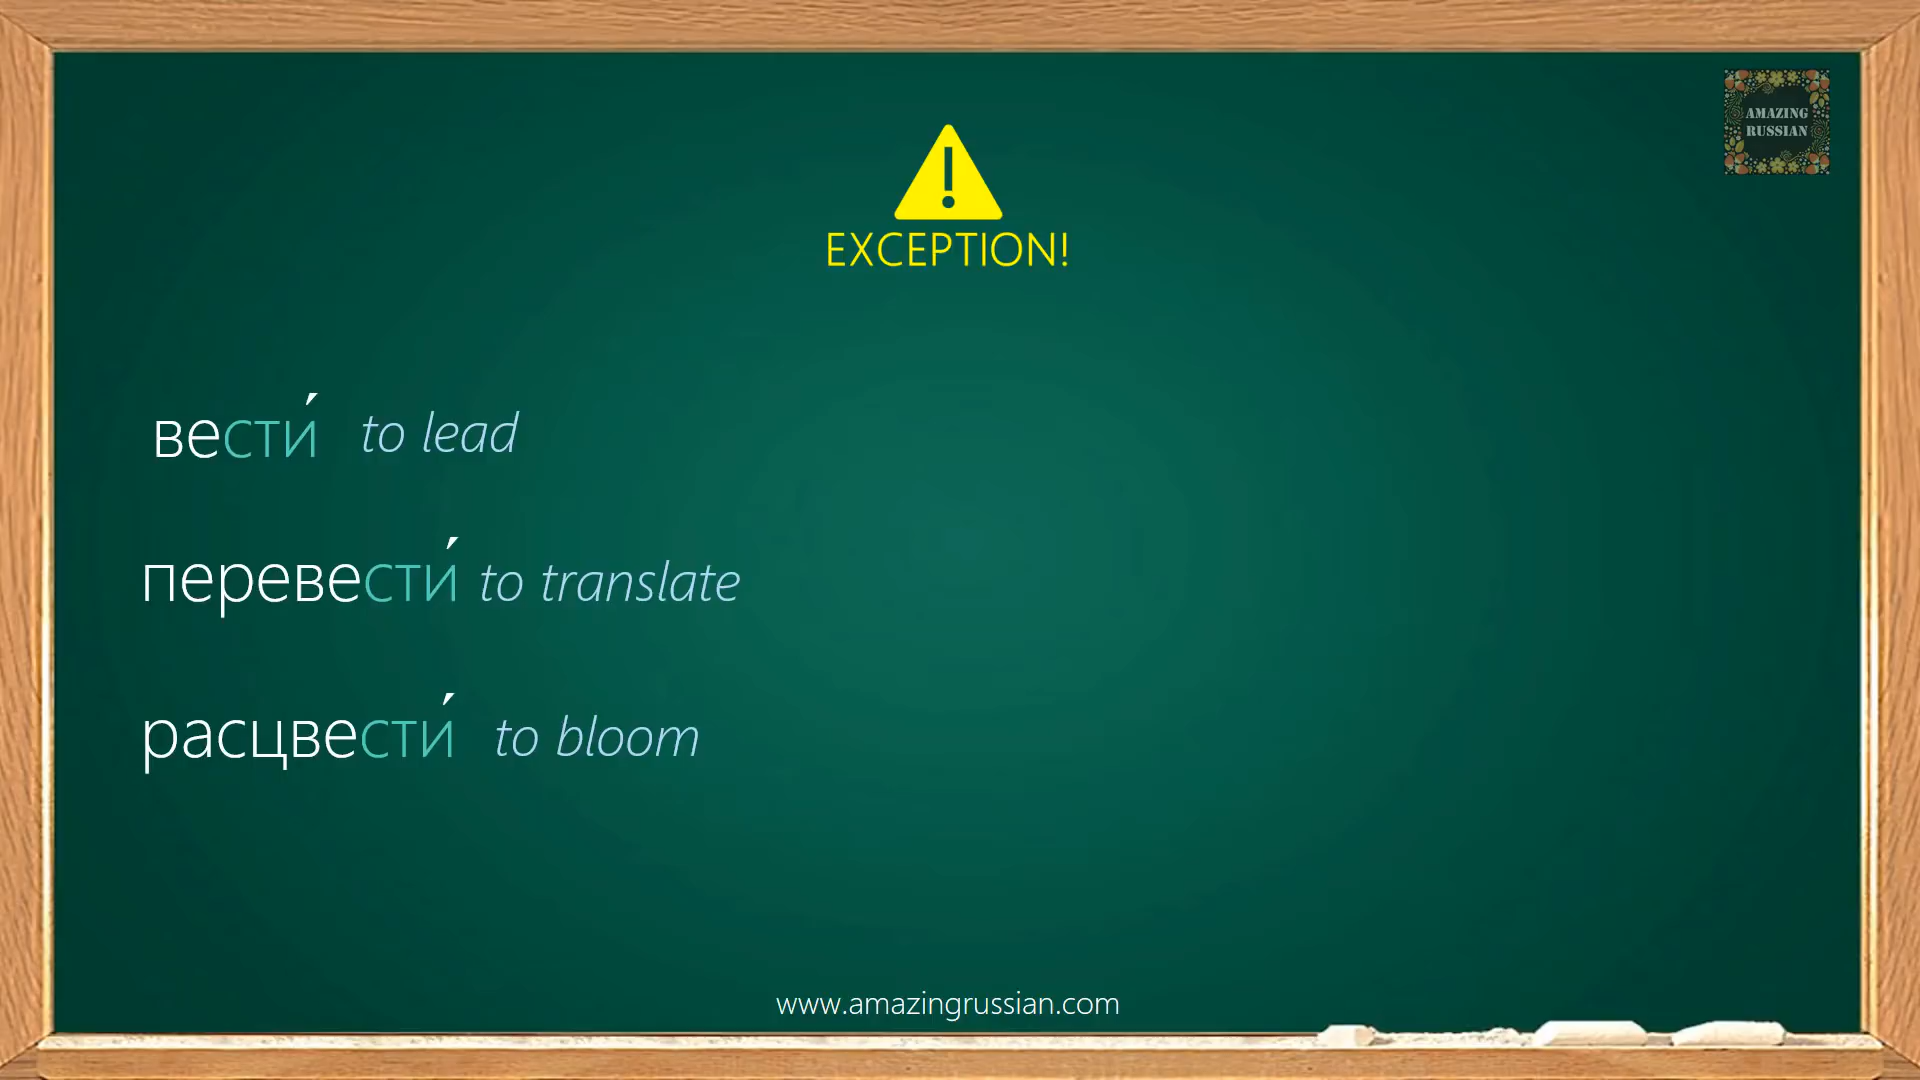 AMAZING
RUSSIAN
EXCEPTION!
вести́ to lead
перевести́ to translate
расцвести́ to bloom
www.amazingrussian.com